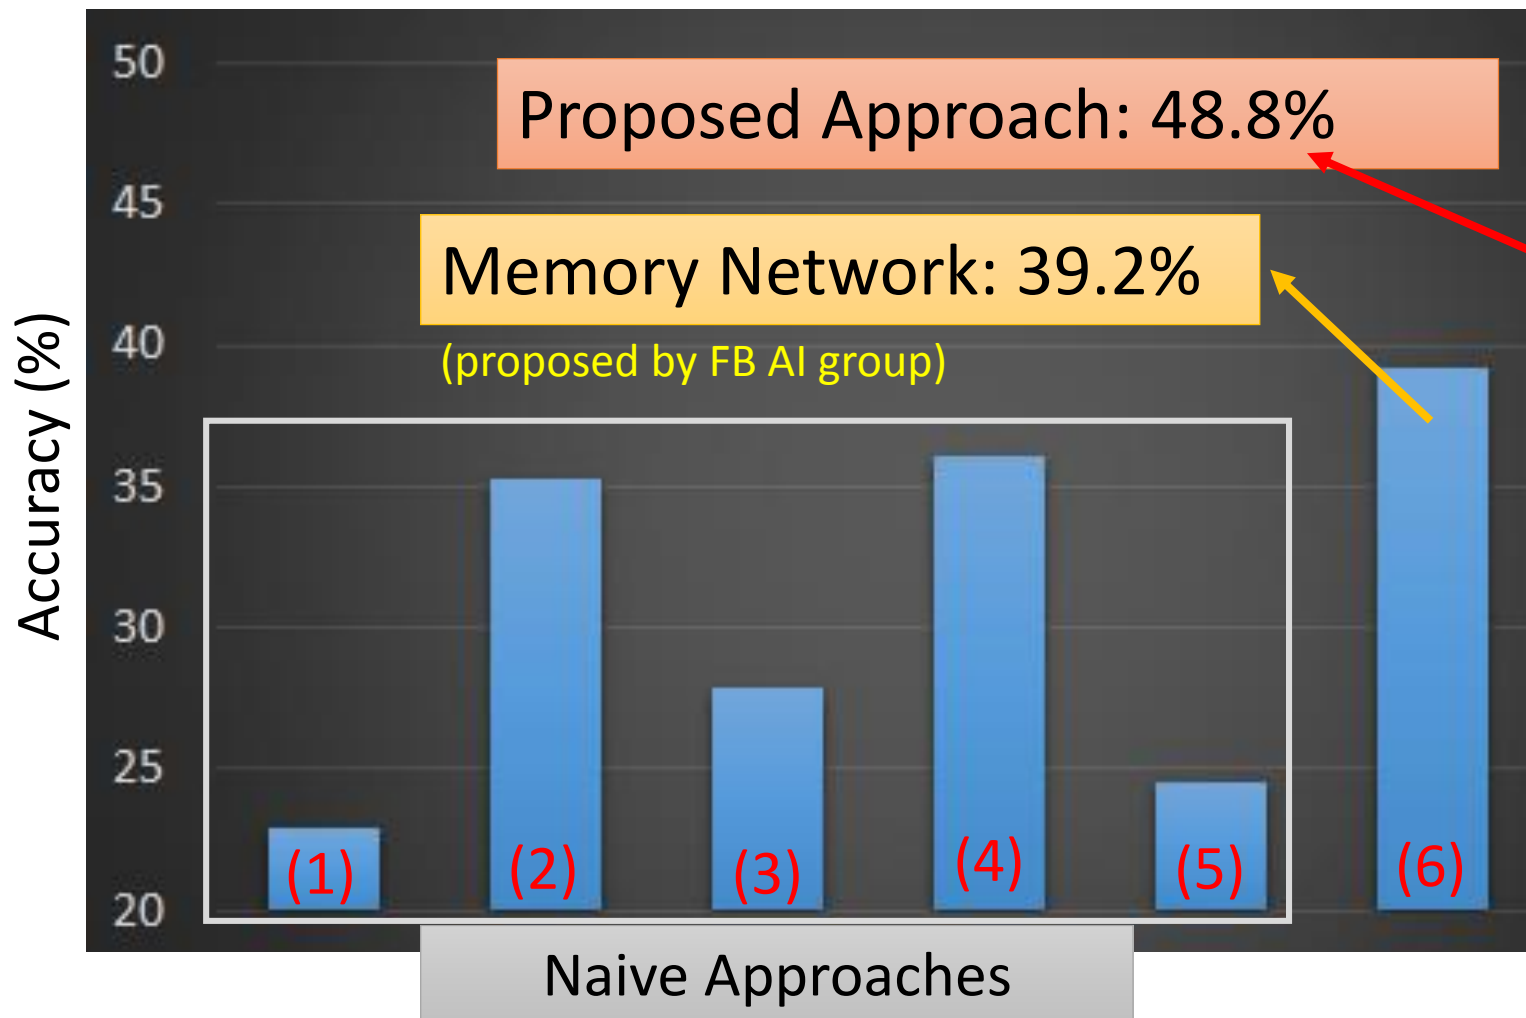 50
Proposed Approach: 48.8%
45
Memory Network: 39.2%
40
(proposed by FB AI group)
Accuracy (%)
35
30
25
20
(1)
(2)
(3)
(4)
(5)
(6)
Naive Approaches